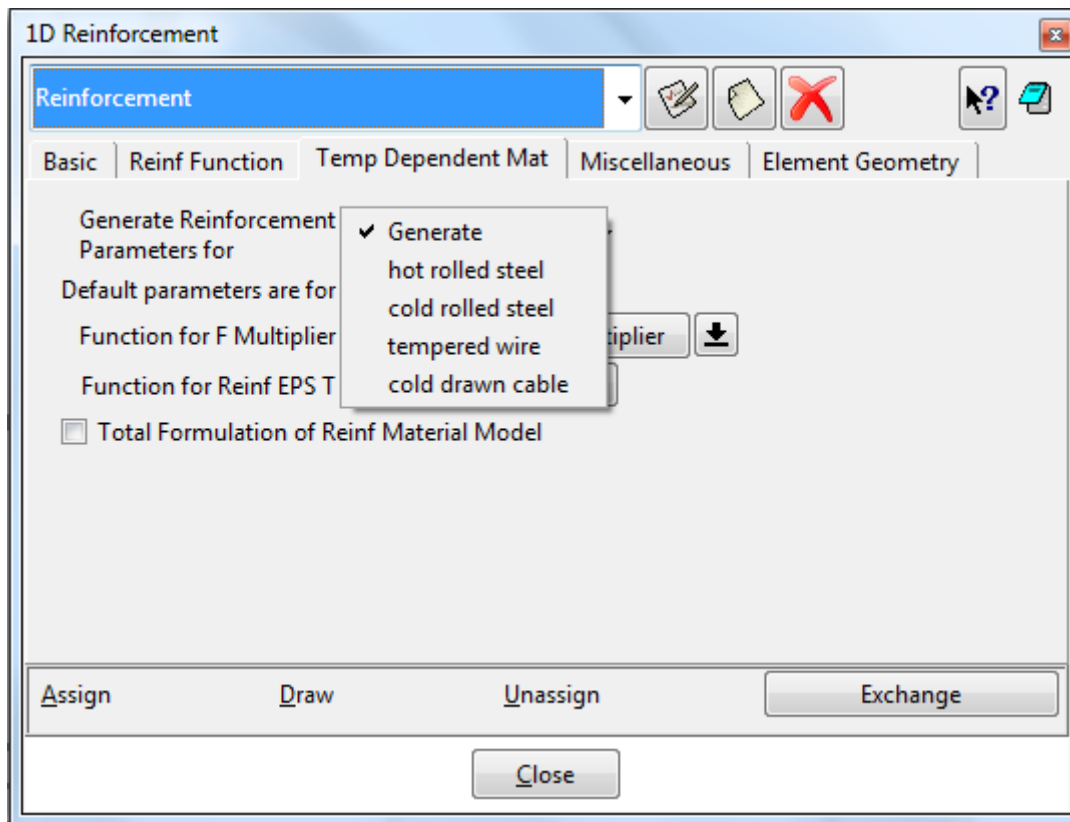 1D Reinforcement
Reinforcement
?
Basic Reinf Function Temp Dependent Mat Miscellaneous Element Geometry
Generate Reinforcement
Parameters for
Generate
hot rolled steel
Default parameters are for
cold rolled steel
Function for F Multiplier
tiplier
tempered wire
Function for Reinf EPS T
cold drawn cable
Total Formulation of Reinf Material Model
Assign Draw Unassign Exchange
Close